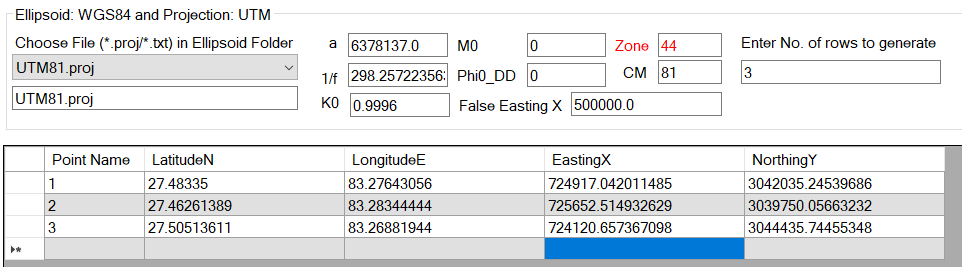 Ellipsoid: WGS84 and Projection: UTM
Choose File (*.proj/*.txt) in Ellipsoid Folder
UTM81.proj
UTM81.proj
a 6378137.0 M0 0 Zone 44 Enter No. of rows to generate
1/f 298.25722356 Phi0_DD 0 CM 81 3
K0 0.9996 False Easting X 500000.0
Point Name LatitudeN LongitudeE EastingX NorthingY
1 27.48335 83.27643056 724917.042011485 3042035.24539686
2 27.46261389 83.28344444 725652.514932629 3039750.05663232
3 27.50513611 83.26881944 724120.657367098 3044435.74455348